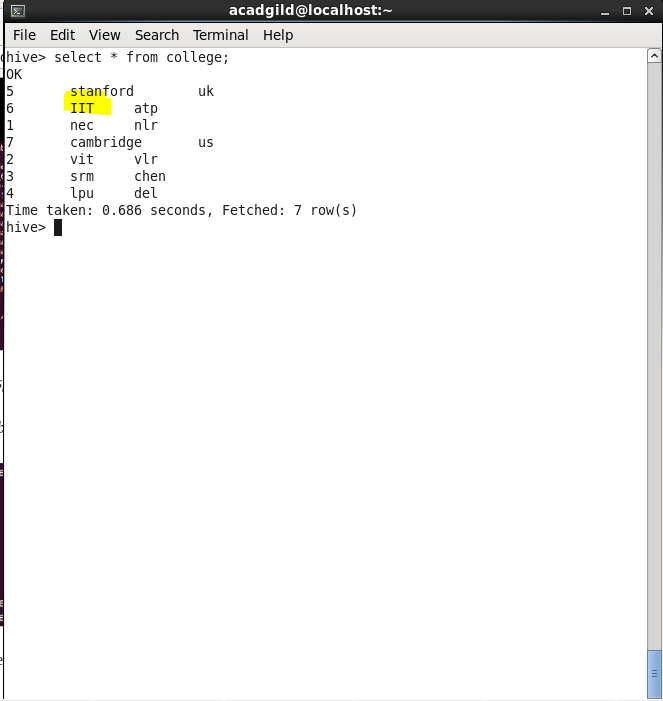 acadgild@localhost:~
File Edit View Search Terminal Help
hive> select * from college;
OK
5 stanford uk
6 IIT atp
1 nec nlr
7 cambridge us
2 vit vlr
3 srm chen
4 lpu del
Time taken: 0.686 seconds, Fetched: 7 row(s)
hive>